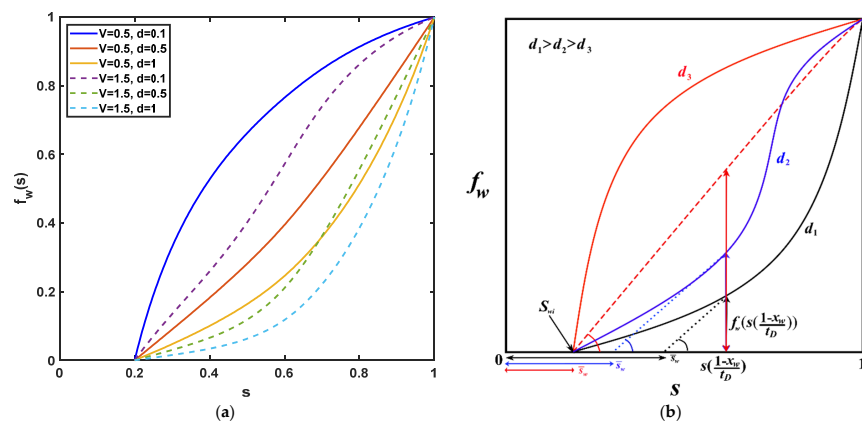 V=0.5, d=0.1
V=0.5, d=0.5
V=0.5, d=1
V=1.5, d=0.1
V=1.5, d=0.5
V=1.5, d=1
1
0.8
0.6
0.4
0.2
0
f_w(s)
0 0.2 0.4 0.6 0.8 1
s
(a)
1
d₁>d₂>d₃
d₃
d₂
d₁
f_w
S_wi
f_w(s((1-x_w)/t_D))
0
s̄_w
s̄_w
s̄_w
s((1-x_w)/t_D)
1
s
(b)